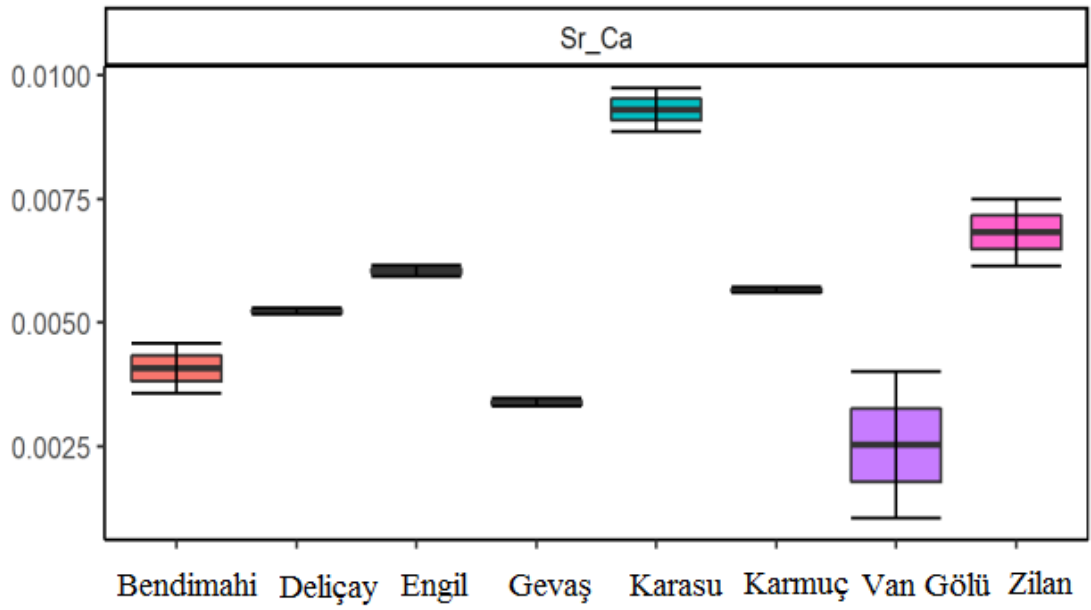 Sr_Ca
0.0100
0.0075
0.0050
0.0025
Bendimahi Deliçay Engil Gevaş Karasu Karmuç Van Gölü Zilan